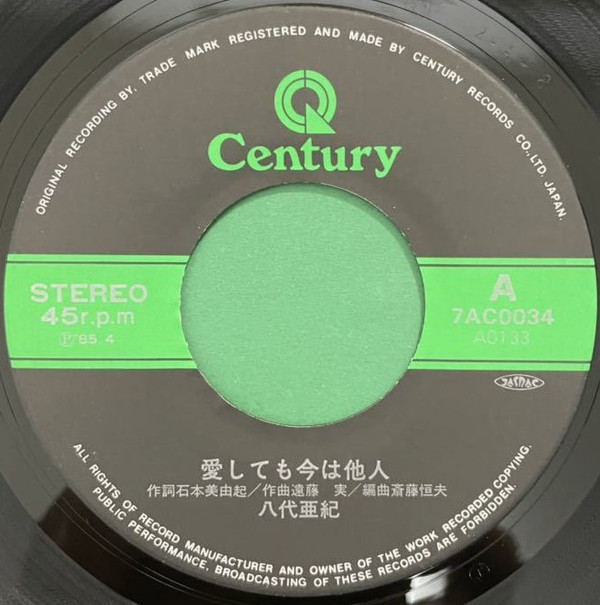 ORIGINAL RECORDING BY, TRADE MARK REGISTERED AND MADE BY CENTURY RECORDS CO., LTD. JAPAN.
Century
STEREO
45r.p.m
Ⓟ'85.4
A
7AC0034
A0133
JASRAC
愛しても今は他人
作詞石本美由起/作曲遠藤 実/編曲斎藤恒夫
八代亜紀
ALL RIGHTS OF RECORD MANUFACTURER AND OWNER OF THE WORK RECORDED COPYING.
PUBLIC PERFORMANCE, BROADCASTING OF THESE RECORDS ARE FORBIDDEN.